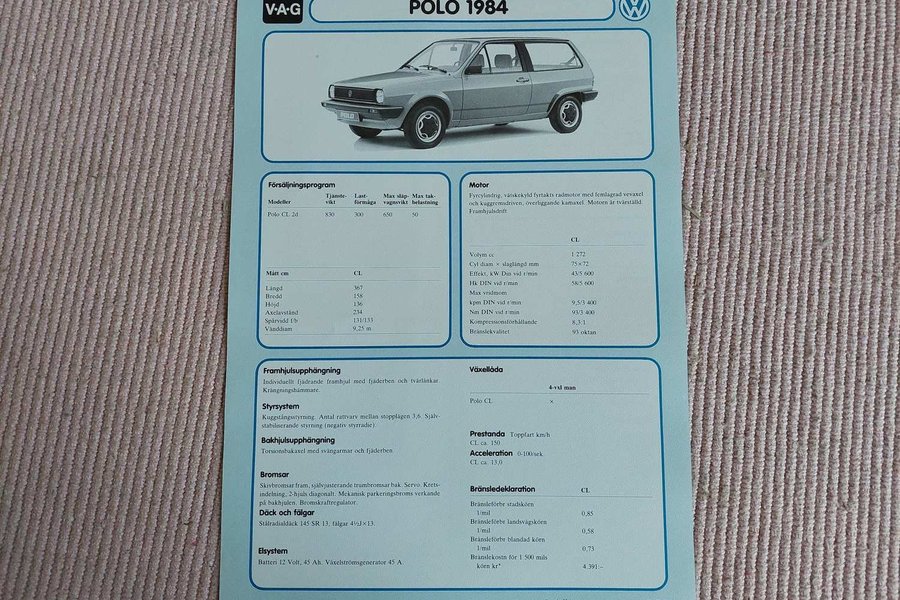 V·A·G
POLO 1984
POLO
Försäljningsprogram
Modeller Tjänste-vikt Last-förmåga Max släp-vagnsvikt Max tak-belastning
Polo CL 2d 830 300 650 50
Mått cm CL
Längd 367
Bredd 158
Höjd 136
Axelavstånd 234
Spårvidd f/b 131/133
Vänddiam 9,25 m
Motor
Fyrcylindrig, vätskekyld fyrtakts radmotor med femlagrad vevaxel
och kuggremsdriven, överliggande kamaxel. Motorn är tvärställd.
Framhjulsdrift
CL
Volym cc 1 272
Cyl diam × slaglängd mm 75×72
Effekt, kW Din vid r/min 43/5 600
Hk DIN vid r/min 58/5 600
Max vridmom
kpm DIN vid r/min 9,5/3 400
Nm DIN vid r/min 93/3 400
Kompressionsförhållande 8,3:1
Bränslekvalitet 93 oktan
Framhjulsupphängning
Individuellt fjädrande framhjul med fjäderben och tvärlänkar.
Krängningshämmare.
Styrsystem
Kuggstångsstyrning. Antal rattvarv mellan stopplägen 3,6. Själv-
stabiliserande styrning (negativ styrradie).
Bakhjulsupphängning
Torsionsbakaxel med svängarmar och fjäderben.
Bromsar
Skivbromsar fram, självjusterande trumbromsar bak. Servo. Krets-
indelning, 2-hjuls diagonalt. Mekanisk parkeringsbroms verkande
på bakhjulen. Bromskraftregulator.
Däck och fälgar
Stålradialdäck 145 SR 13, fälgar 4½J×13.
Elsystem
Batteri 12 Volt, 45 Ah. Växelströmsgenerator 45 A.
Växellåda
4-vxl man
Polo CL ×
Prestanda Toppfart km/h
CL ca. 150
Acceleration 0-100/sek.
CL ca. 13,0
Bränsledeklaration CL
Bränsleförbr stadskörn
1/mil 0,85
Bränsleförbr landsvägskörn
1/mil 0,58
Bränsleförbr blandad körn
1/mil 0,73
Bränslekostn för 1 500 mils
körn kr* 4.391:-